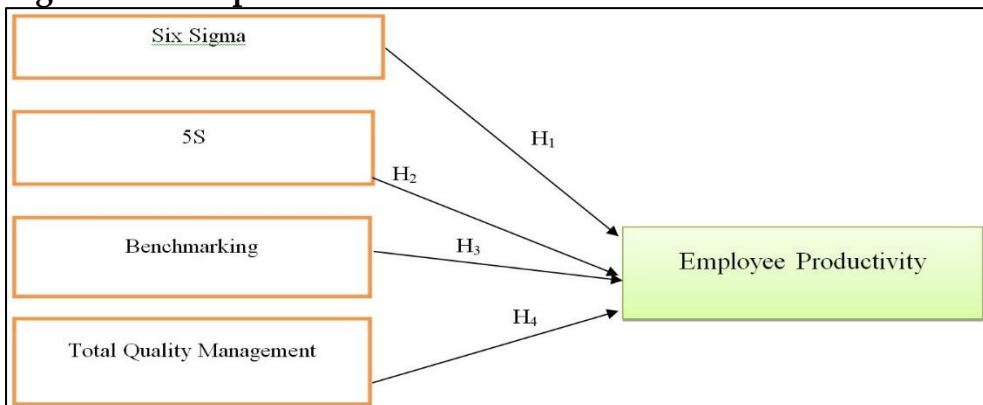 Six Sigma
H₁
5S
H₂
Benchmarking
H₃
Employee Productivity
H₄
Total Quality Management